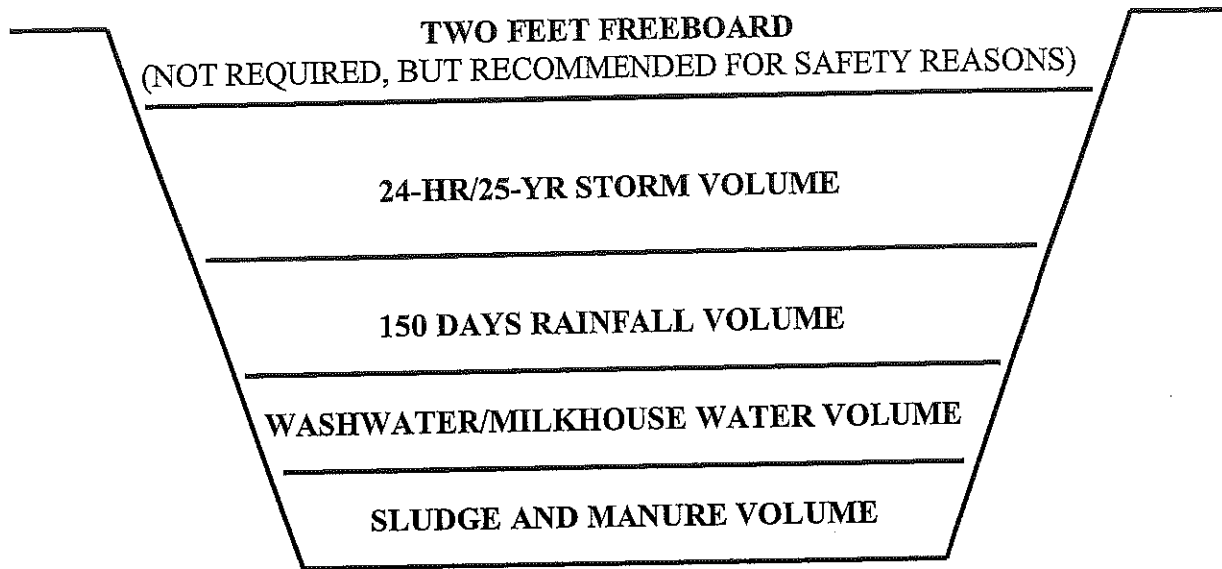 TWO FEET FREEBOARD
(NOT REQUIRED, BUT RECOMMENDED FOR SAFETY REASONS)
24-HR/25-YR STORM VOLUME
150 DAYS RAINFALL VOLUME
WASHWATER/MILKHOUSE WATER VOLUME
SLUDGE AND MANURE VOLUME